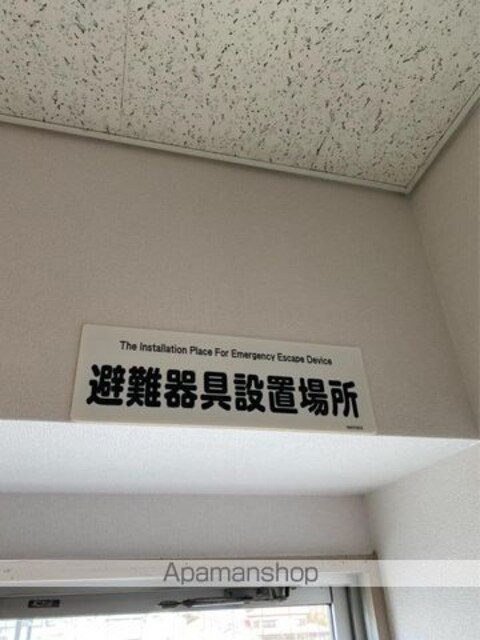 The Installation Place For Emergency Escape Device
避難器具設置場所
Apamanshop